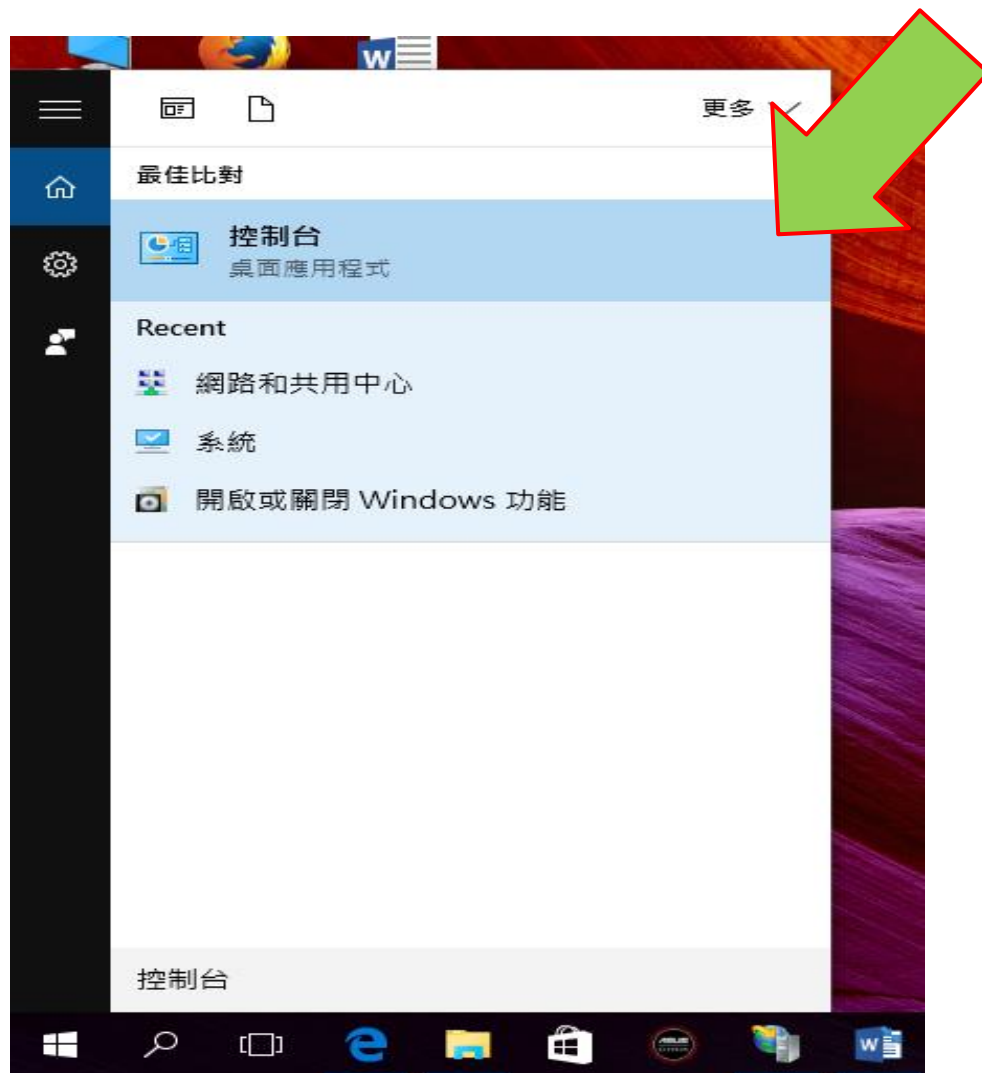 更多
最佳比對
控制台
桌面應用程式
Recent
網路和共用中心
系統
開啟或關閉 Windows 功能
控制台